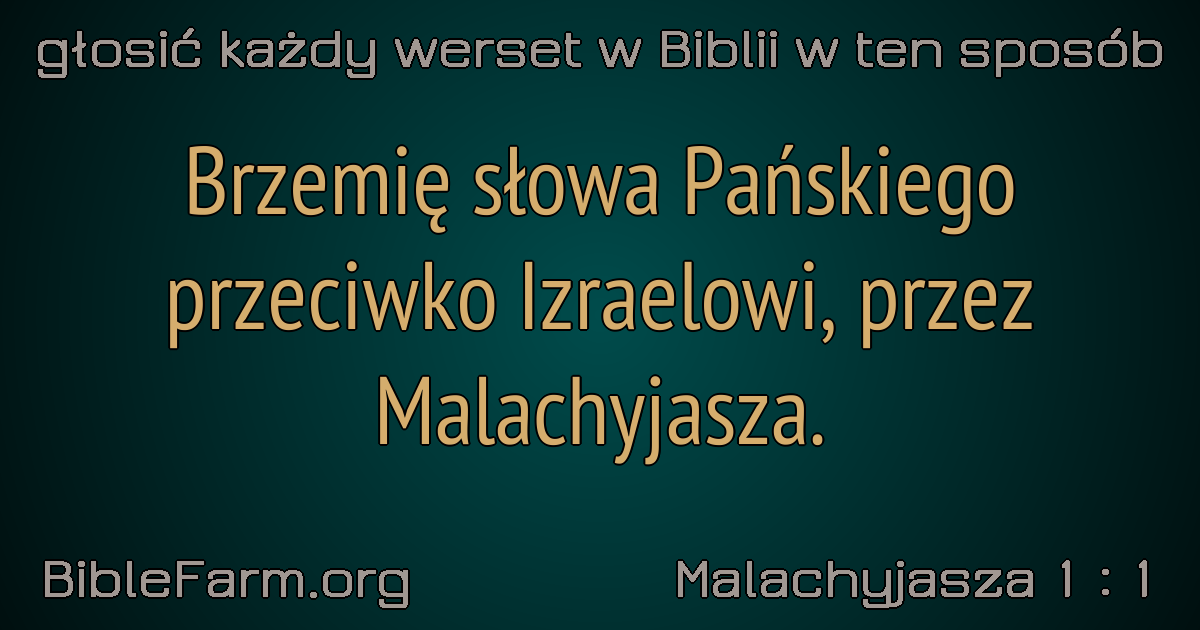 głosić każdy werset w Biblii w ten sposób
Brzemię słowa Pańskiego
przeciwko Izraelowi, przez
Malachyjasza.
BibleFarm.org
Malachyjasza 1 : 1